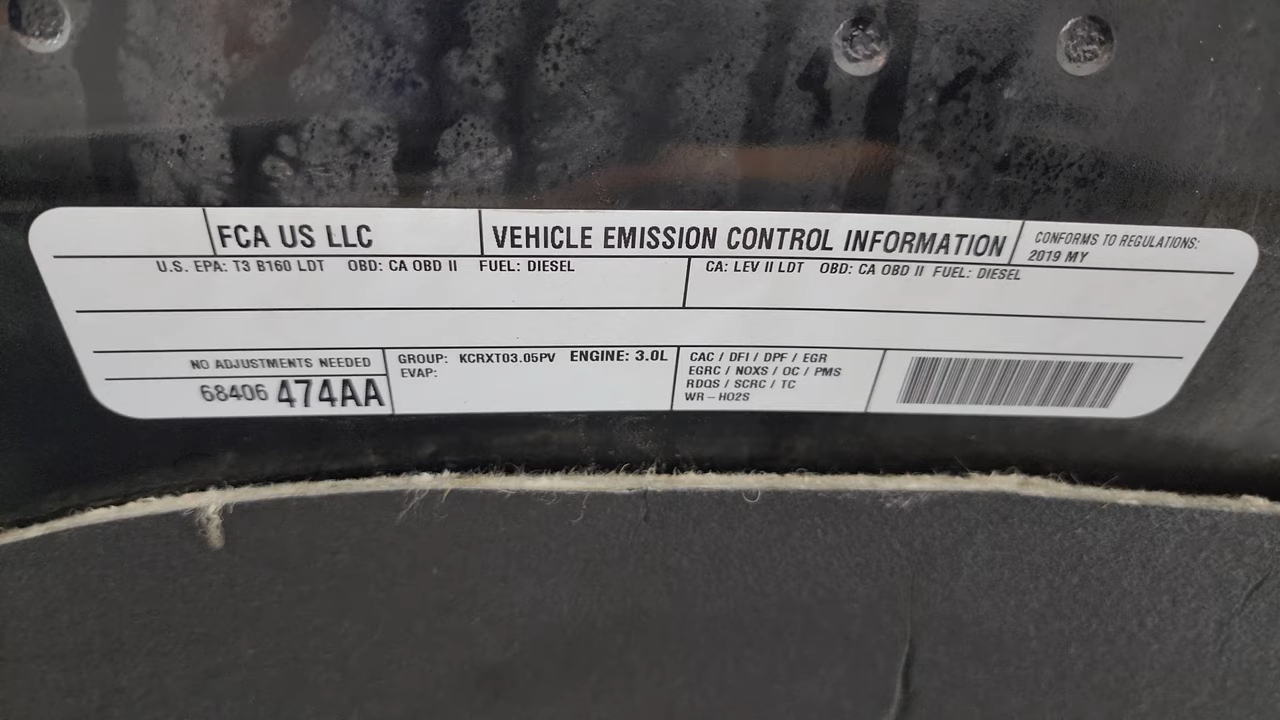 FCA US LLC VEHICLE EMISSION CONTROL INFORMATION CONFORMS TO REGULATIONS:
2019 MY
U.S. EPA: T3 B160 LDT OBD: CA OBD II FUEL: DIESEL CA: LEV II LDT OBD: CA OBD II FUEL: DIESEL
NO ADJUSTMENTS NEEDED
68406 474AA
GROUP: KCRXT03.05PV ENGINE: 3.0L
EVAP:
CAC / DFI / DPF / EGR
EGRC / NOXS / OC / PMS
RDQS / SCRC / TC
WR - HO2S